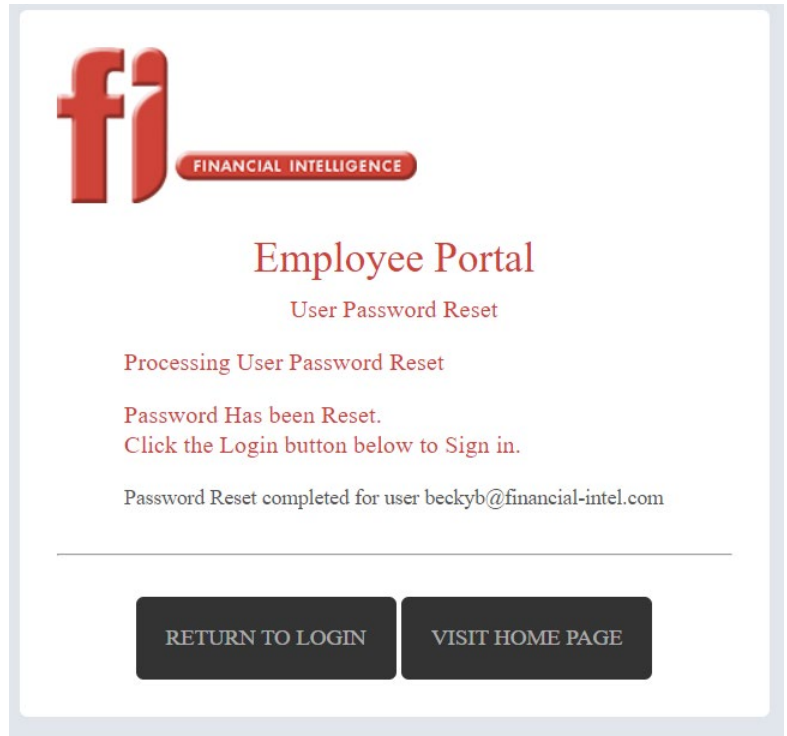 fi
FINANCIAL INTELLIGENCE
Employee Portal
User Password Reset
Processing User Password Reset
Password Has been Reset.
Click the Login button below to Sign in.
Password Reset completed for user beckyb@financial-intel.com
RETURN TO LOGIN
VISIT HOME PAGE